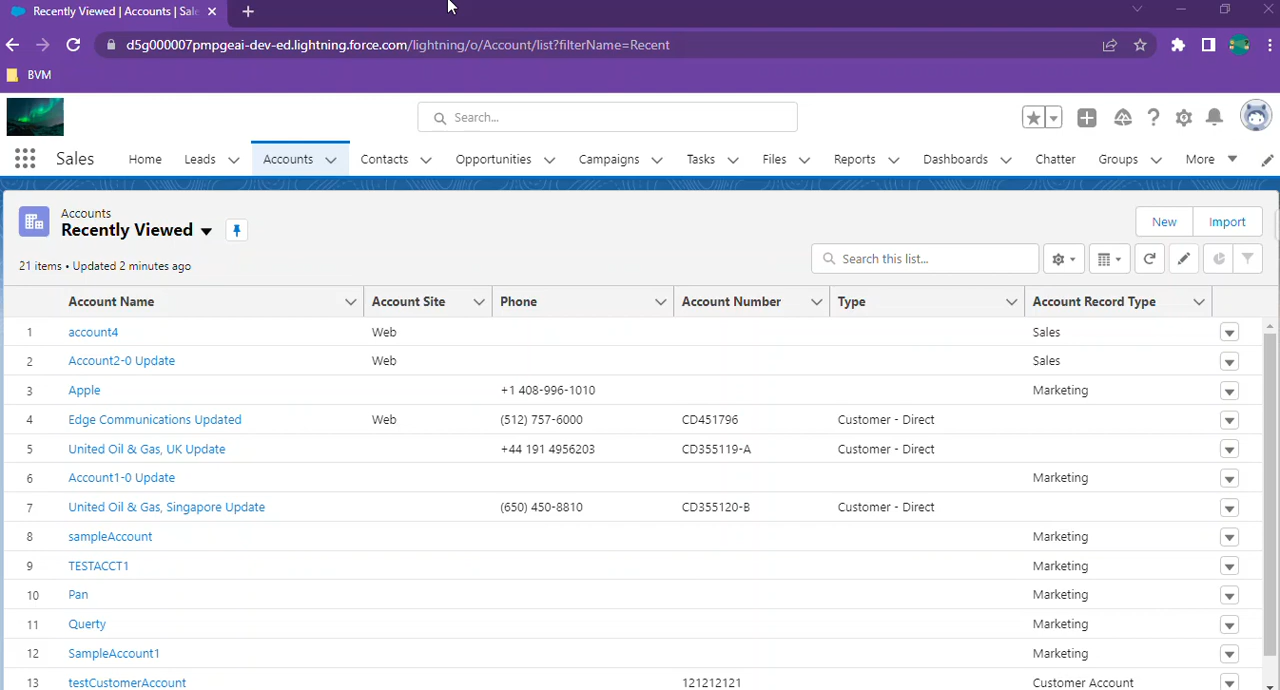 Recently Viewed | Accounts | Sale
d5g000007pmpgeai-dev-ed.lightning.force.com/lightning/o/Account/list?filterName=Recent
BVM
Search...
Sales Home Leads Accounts Contacts Opportunities Campaigns Tasks Files Reports Dashboards Chatter Groups More
Accounts
Recently Viewed
New Import
21 items • Updated 2 minutes ago
Search this list...
Account Name Account Site Phone Account Number Type Account Record Type
1 account4 Web Sales
2 Account2-0 Update Web Sales
3 Apple +1 408-996-1010 Marketing
4 Edge Communications Updated Web (512) 757-6000 CD451796 Customer - Direct
5 United Oil & Gas, UK Update +44 191 4956203 CD355119-A Customer - Direct
6 Account1-0 Update Marketing
7 United Oil & Gas, Singapore Update (650) 450-8810 CD355120-B Customer - Direct
8 sampleAccount Marketing
9 TESTACCT1 Marketing
10 Pan Marketing
11 Querty Marketing
12 SampleAccount1 Marketing
13 testCustomerAccount 121212121 Customer Account